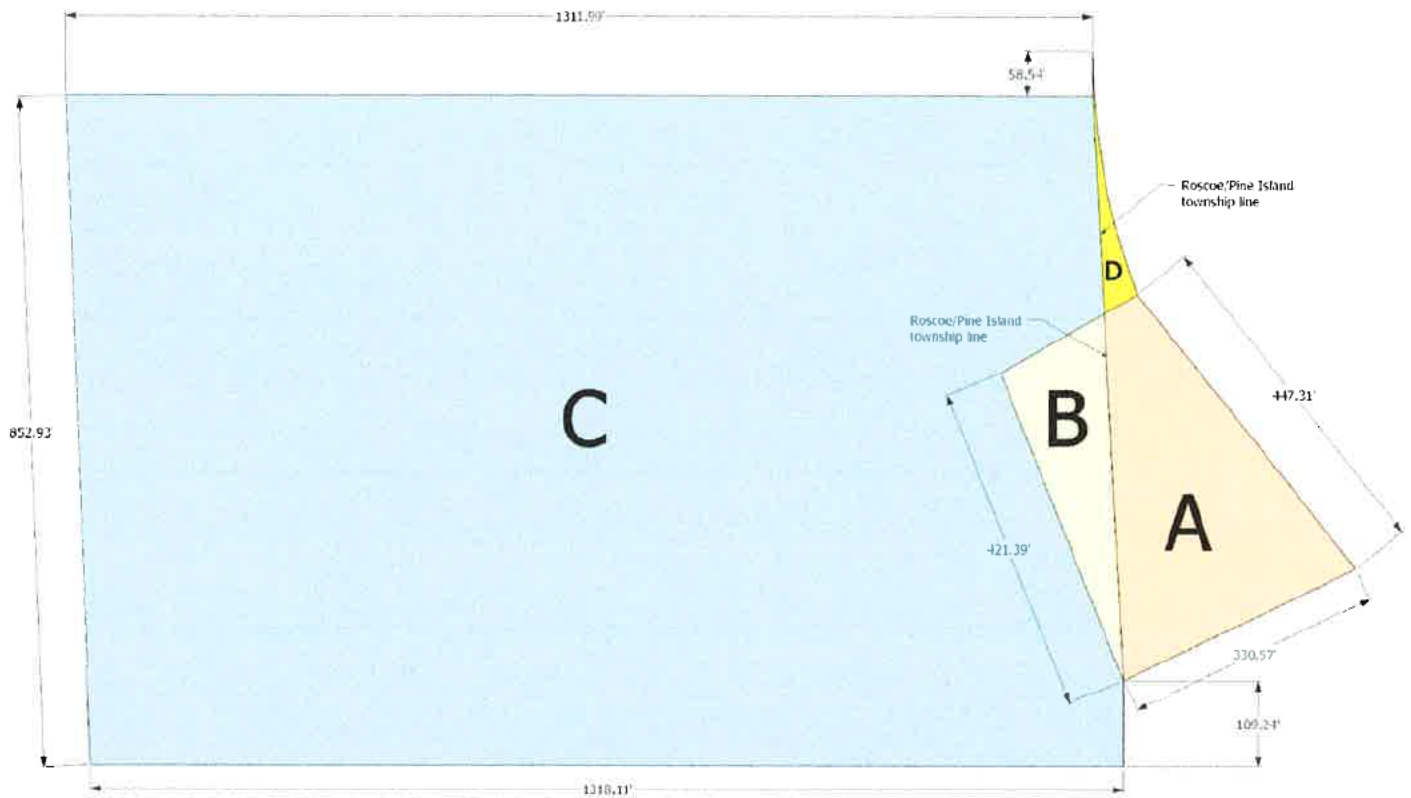 1311.99'
58.54'
Roscoe/Pine Island
township line
D
Roscoe/Pine Island
township line
447.31'
C
B
852.93'
A
421.39'
330.57'
109.24'
1318.11'